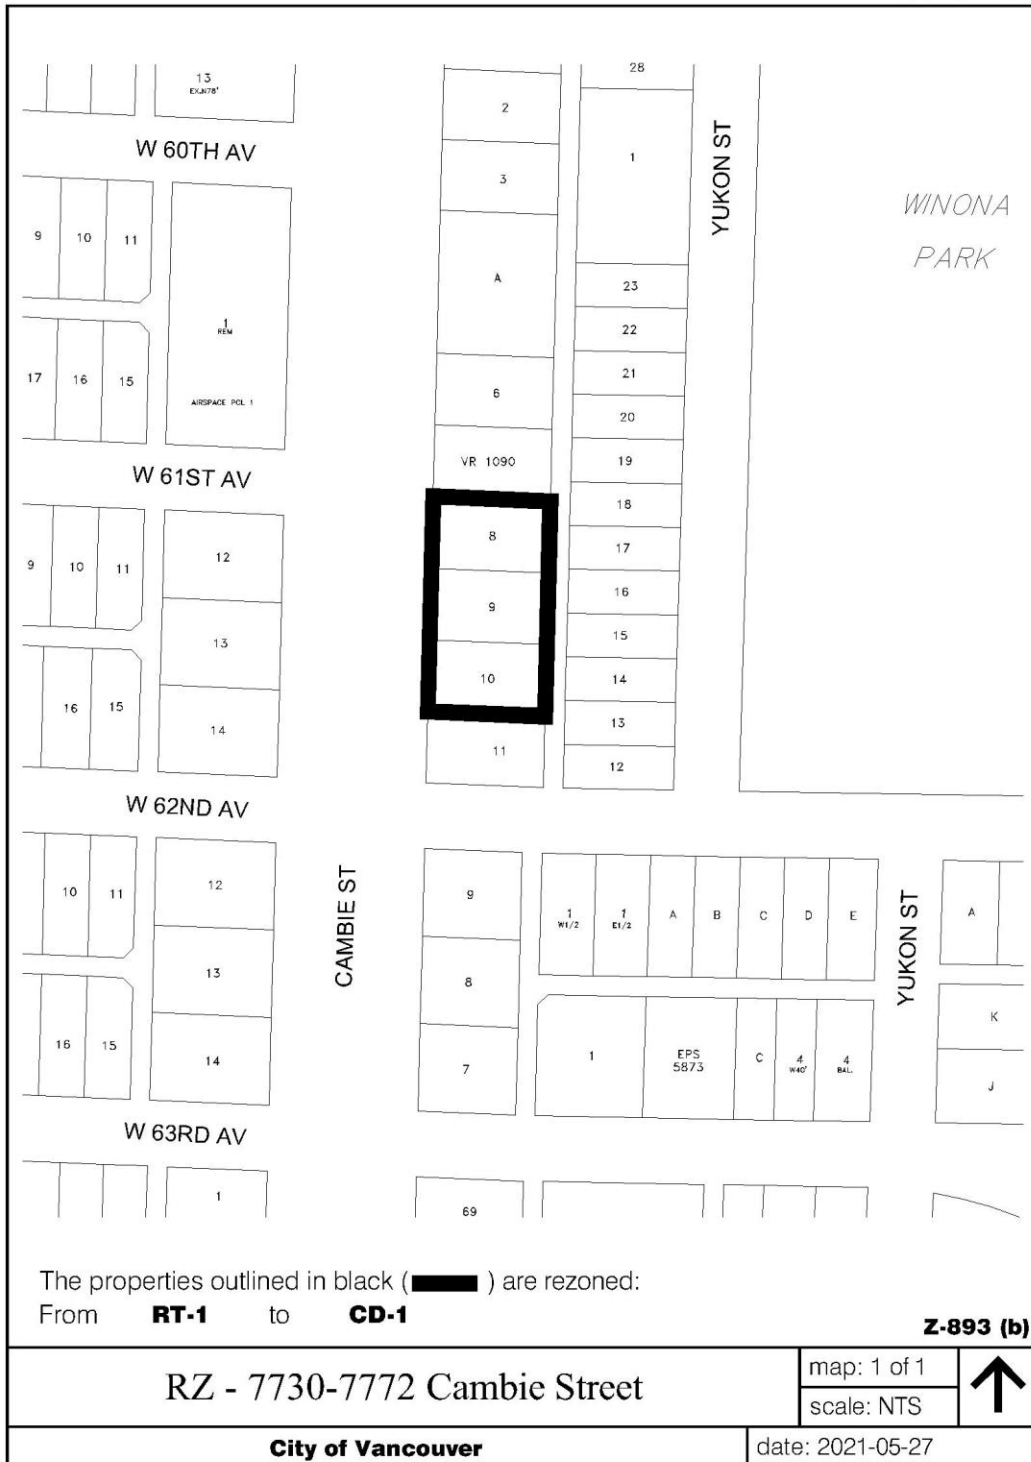 13
EX.N78'
28
2
W 60TH AV
1
YUKON ST
3
WINONA
PARK
9 10 11
A
23
22
1
REM
17 16 15
21
6
AIRSPACE PCL 1
20
VR 1090
19
W 61ST AV
18
8
17
12
9 10 11
16
9
15
13
10
14
16 15
13
14
11
12
W 62ND AV
CAMBIE ST
YUKON ST
10 11
12
9
1
W1/2
1
E1/2
A B C D E
A
13
8
K
16 15
14
7
1
EPS
5873
C
4
W40'
4
BAL.
J
W 63RD AV
1
69
The properties outlined in black ( ) are rezoned:
From RT-1 to CD-1
Z-893 (b)
RZ - 7730-7772 Cambie Street
map: 1 of 1
scale: NTS
City of Vancouver
date: 2021-05-27